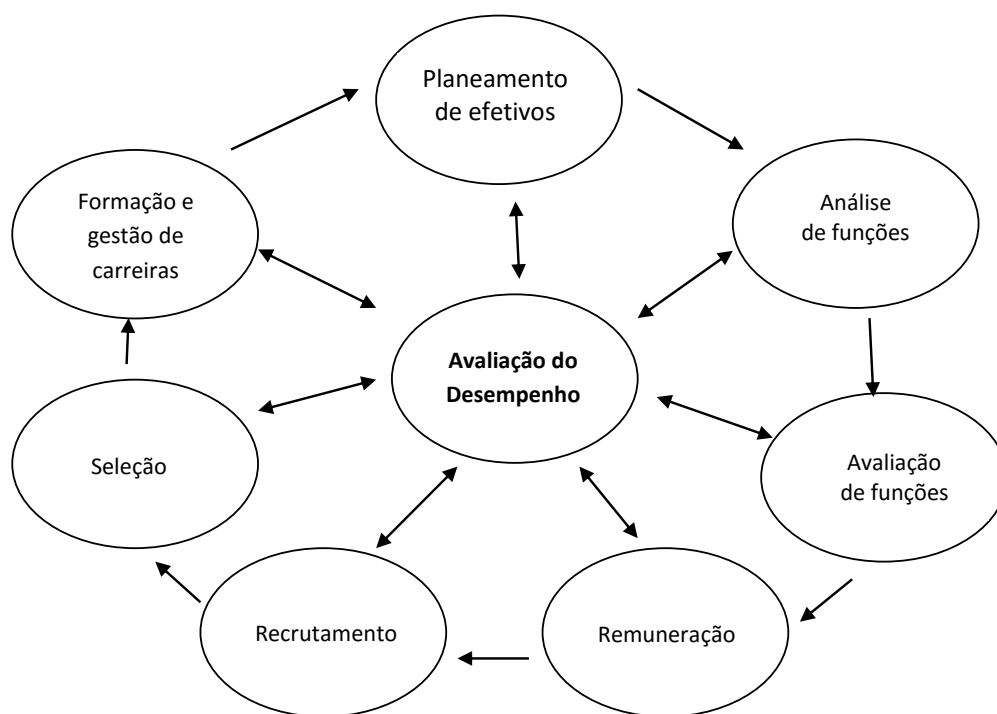 Planeamento
de efetivos
Formação e
gestão de
carreiras
Análise
de funções
Avaliação do
Desempenho
Seleção
Avaliação
de funções
Recrutamento
Remuneração